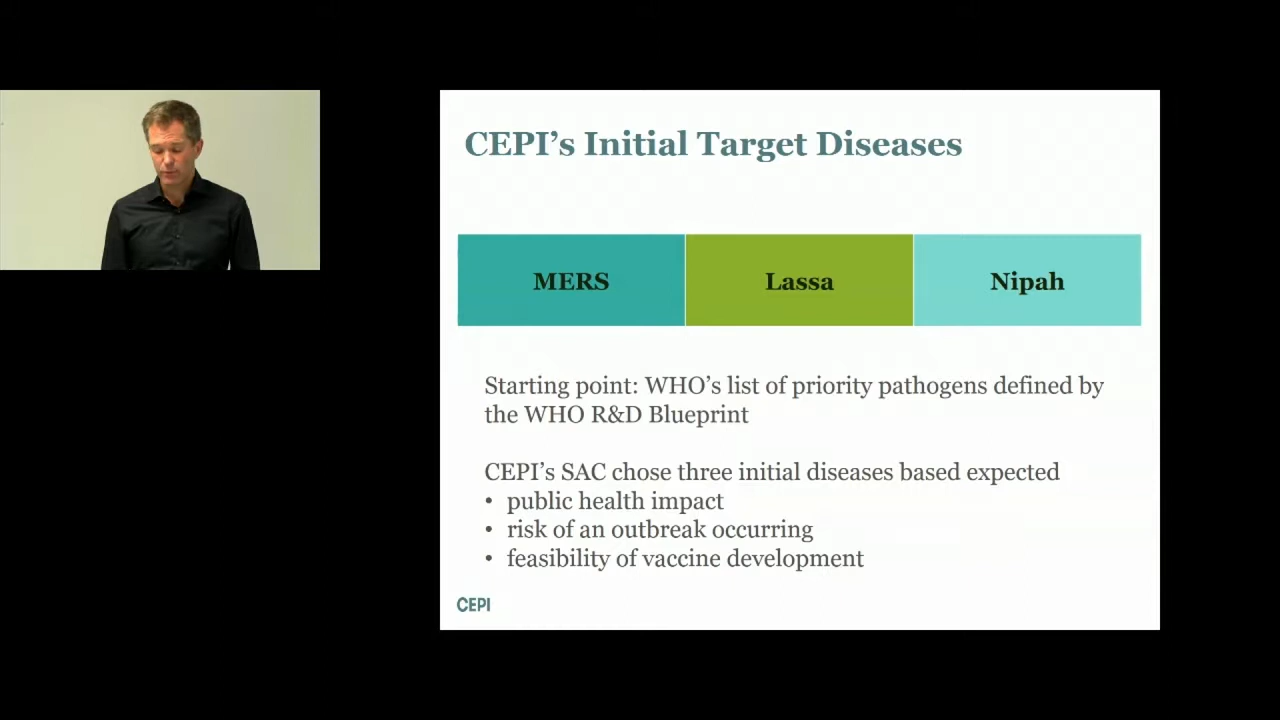 CEPI’s Initial Target Diseases
MERS
Lassa
Nipah
Starting point: WHO’s list of priority pathogens defined by
the WHO R&D Blueprint
CEPI’s SAC chose three initial diseases based expected
• public health impact
• risk of an outbreak occurring
• feasibility of vaccine development
CEPI